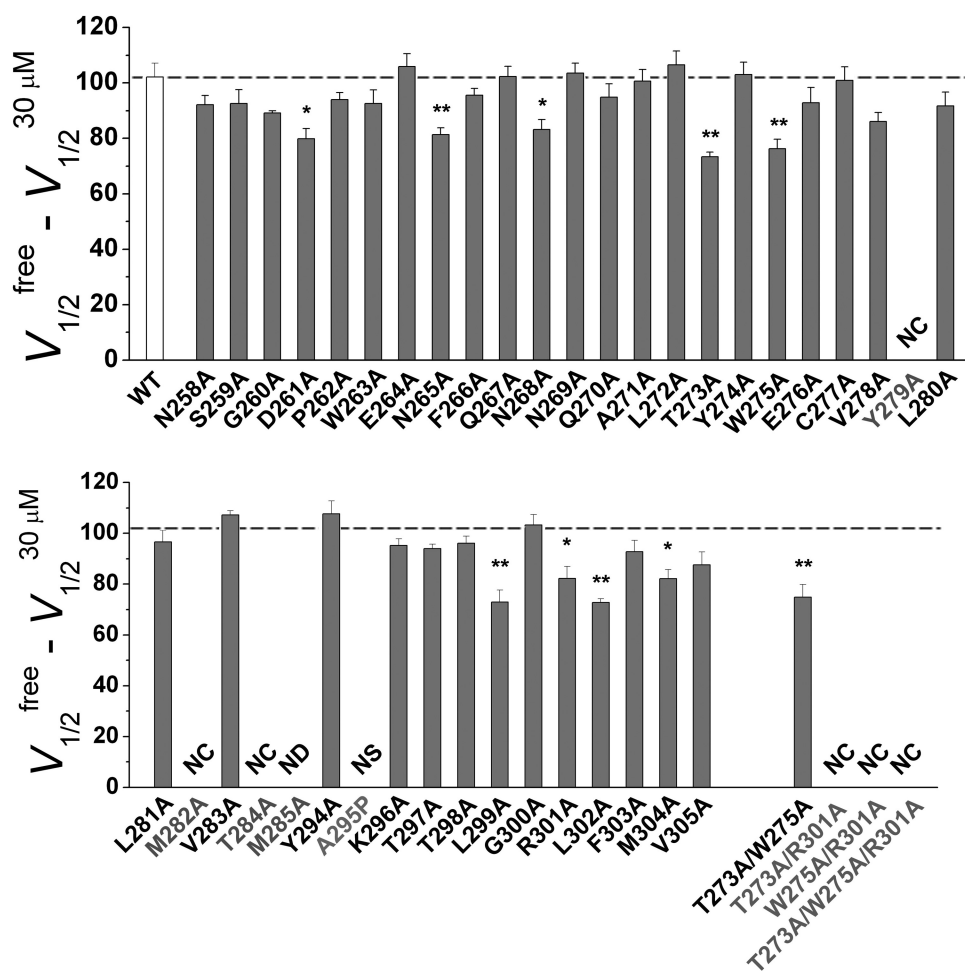 V1/2 free - V1/2 30 μM
120
100
80
60
40
20
0
* ** * ** **
NC
WT N258A S259A G260A D261A P262A W263A E264A N265A F266A Q267A N268A N269A Q270A A271A L272A T273A Y274A W275A E276A C277A V278A Y279A L280A
V1/2 free - V1/2 30 μM
120
100
80
60
40
20
0
** * ** * **
NC NC ND NS NC NC NC
L281A M282A V283A T284A M285A Y294A A295P K296A T297A T298A L299A G300A R301A L302A F303A M304A V305A T273A/W275A T273A/R301A W275A/R301A T273A/W275A/R301A